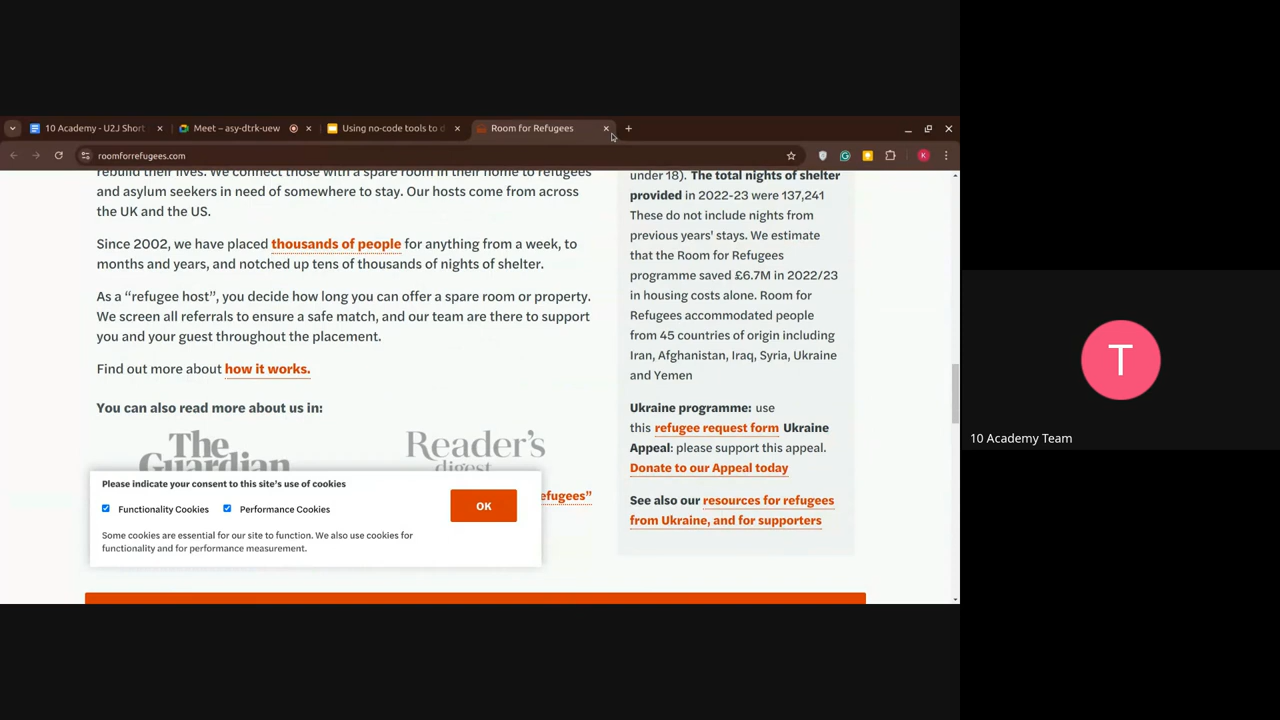 10 Academy - U2J Short
Meet – asy-dtrk-uew
Using no-code tools to d
Room for Refugees
roomforrefugees.com
K
rebuild their lives. We connect those with a spare room in their home to refugees
and asylum seekers in need of somewhere to stay. Our hosts come from across
the UK and the US.
Since 2002, we have placed thousands of people for anything from a week, to
months and years, and notched up tens of thousands of nights of shelter.
As a “refugee host”, you decide how long you can offer a spare room or property.
We screen all referrals to ensure a safe match, and our team are there to support
you and your guest throughout the placement.
Find out more about how it works.
You can also read more about us in:
The
Guardian
Reader's
digest
efugees”
Please indicate your consent to this site's use of cookies
Functionality Cookies
Performance Cookies
OK
Some cookies are essential for our site to function. We also use cookies for
functionality and for performance measurement.
under 18). The total nights of shelter
provided in 2022-23 were 137,241
These do not include nights from
previous years' stays. We estimate
that the Room for Refugees
programme saved £6.7M in 2022/23
in housing costs alone. Room for
Refugees accommodated people
from 45 countries of origin including
Iran, Afghanistan, Iraq, Syria, Ukraine
and Yemen
Ukraine programme: use
this refugee request form Ukraine
Appeal: please support this appeal.
Donate to our Appeal today
See also our resources for refugees
from Ukraine, and for supporters
T
10 Academy Team